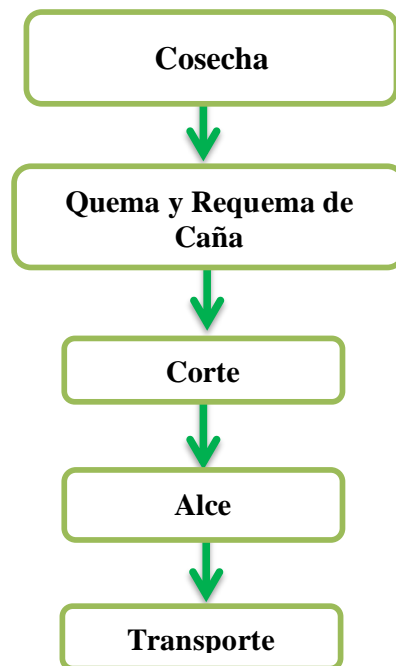 Cosecha
Quema y Requema de
Caña
Corte
Alce
Transporte